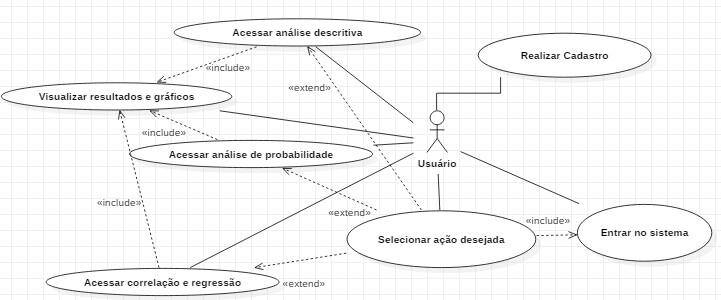 Acessar análise descritiva
Realizar Cadastro
«include»
«extend»
Visualizar resultados e gráficos
«include»
Acessar análise de probabilidade
Usuário
«include»
«extend»
«include»
Selecionar ação desejada
Entrar no sistema
Acessar correlação e regressão
«extend»